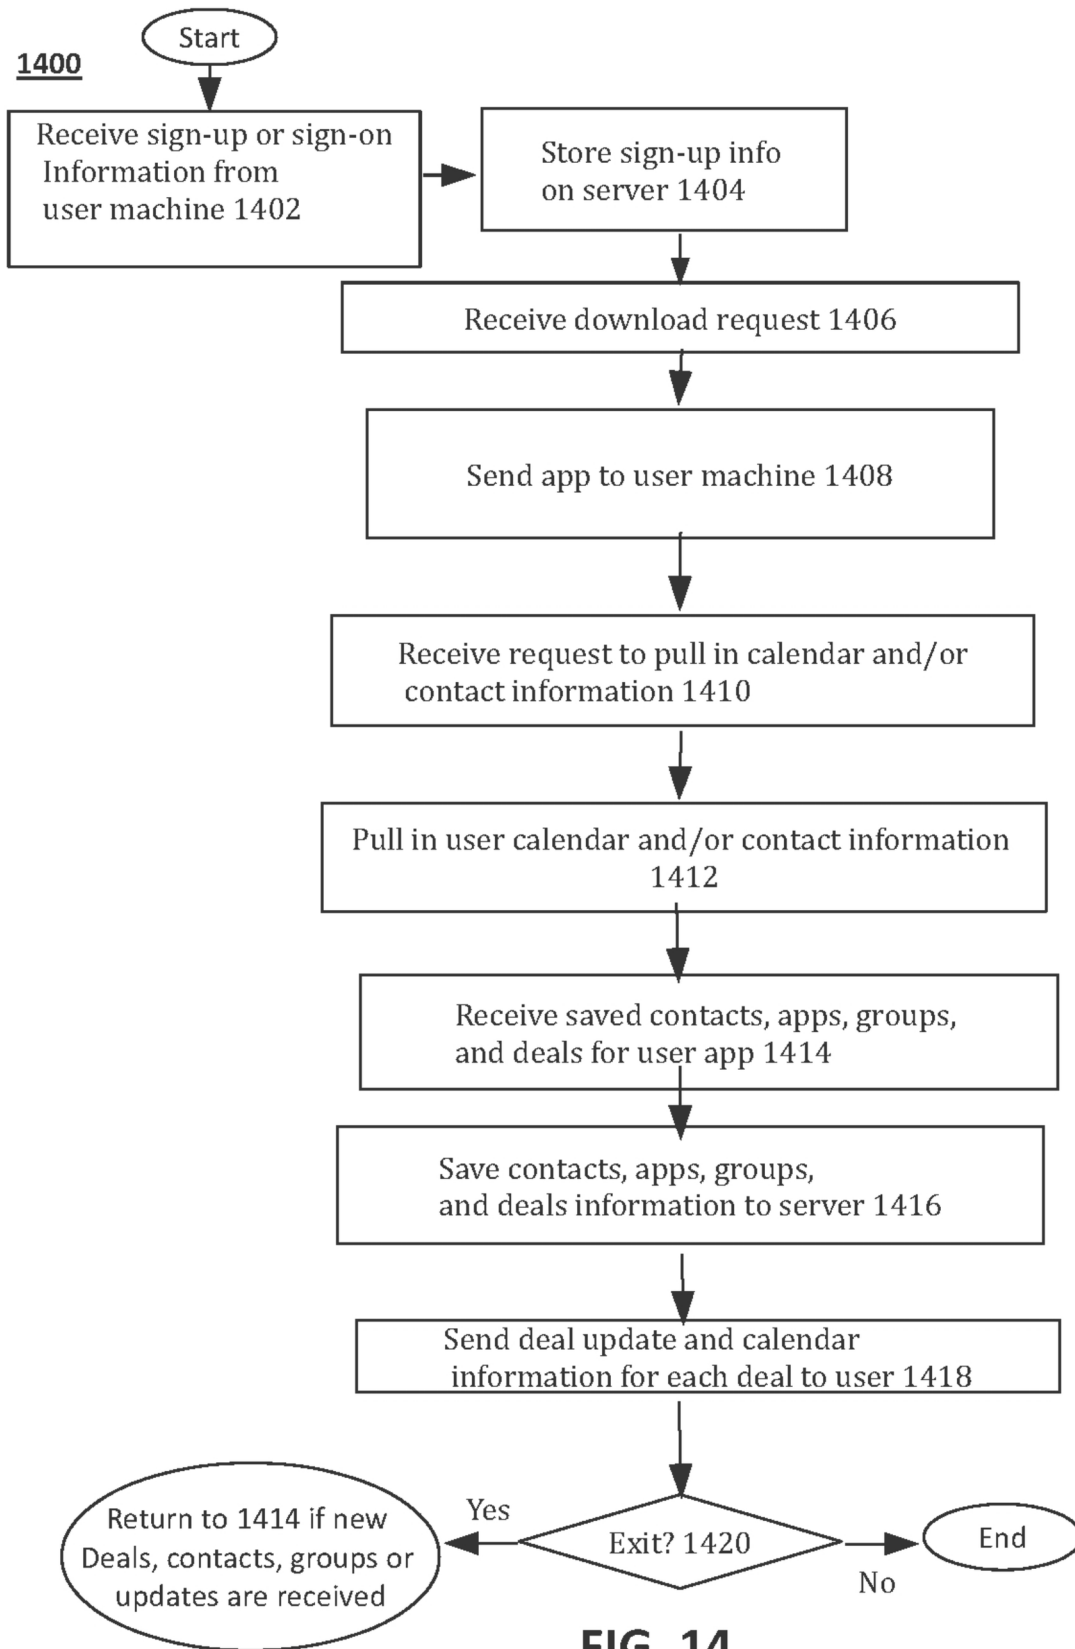 Start
1400
Receive sign-up or sign-on
Information from
user machine 1402
Store sign-up info
on server 1404
Receive download request 1406
Send app to user machine 1408
Receive request to pull in calendar and/or
contact information 1410
Pull in user calendar and/or contact information
1412
Receive saved contacts, apps, groups,
and deals for user app 1414
Save contacts, apps, groups,
and deals information to server 1416
Send deal update and calendar
information for each deal to user 1418
Return to 1414 if new
Deals, contacts, groups or
updates are received
Yes
Exit? 1420
No
End
FIG. 14